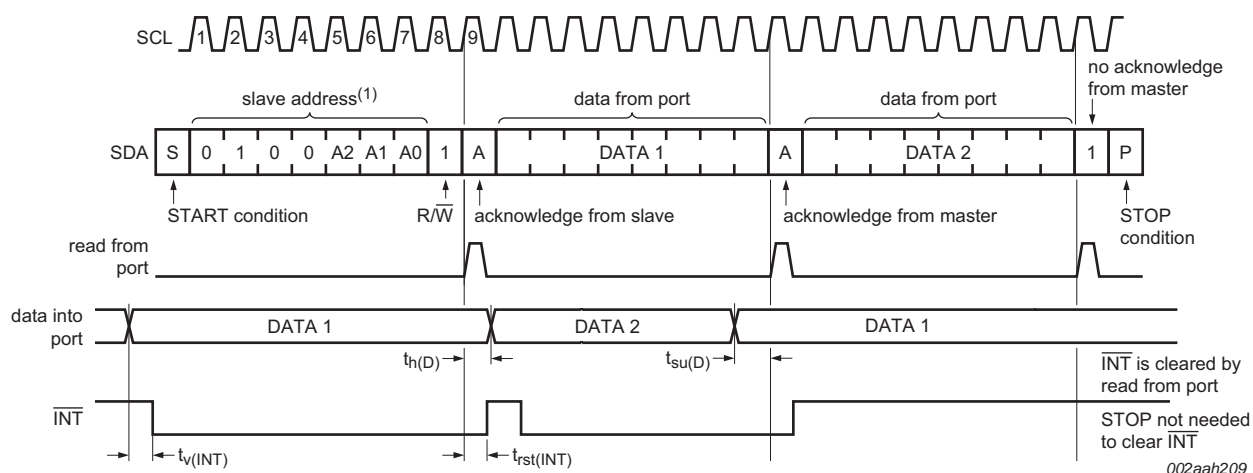 SCL 1 2 3 4 5 6 7 8 9
no acknowledge
from master
slave address(1) data from port data from port
SDA S 0 1 0 0 A2 A1 A0 1 A DATA 1 A DATA 2 1 P
START condition R/W̅ acknowledge from slave acknowledge from master STOP
condition
read from
port
data into
port
DATA 1 DATA 2 DATA 1
th(D) tsu(D)
INT is cleared by
read from port
INT
STOP not needed
to clear INT
tv(INT) trst(INT)
002aah209